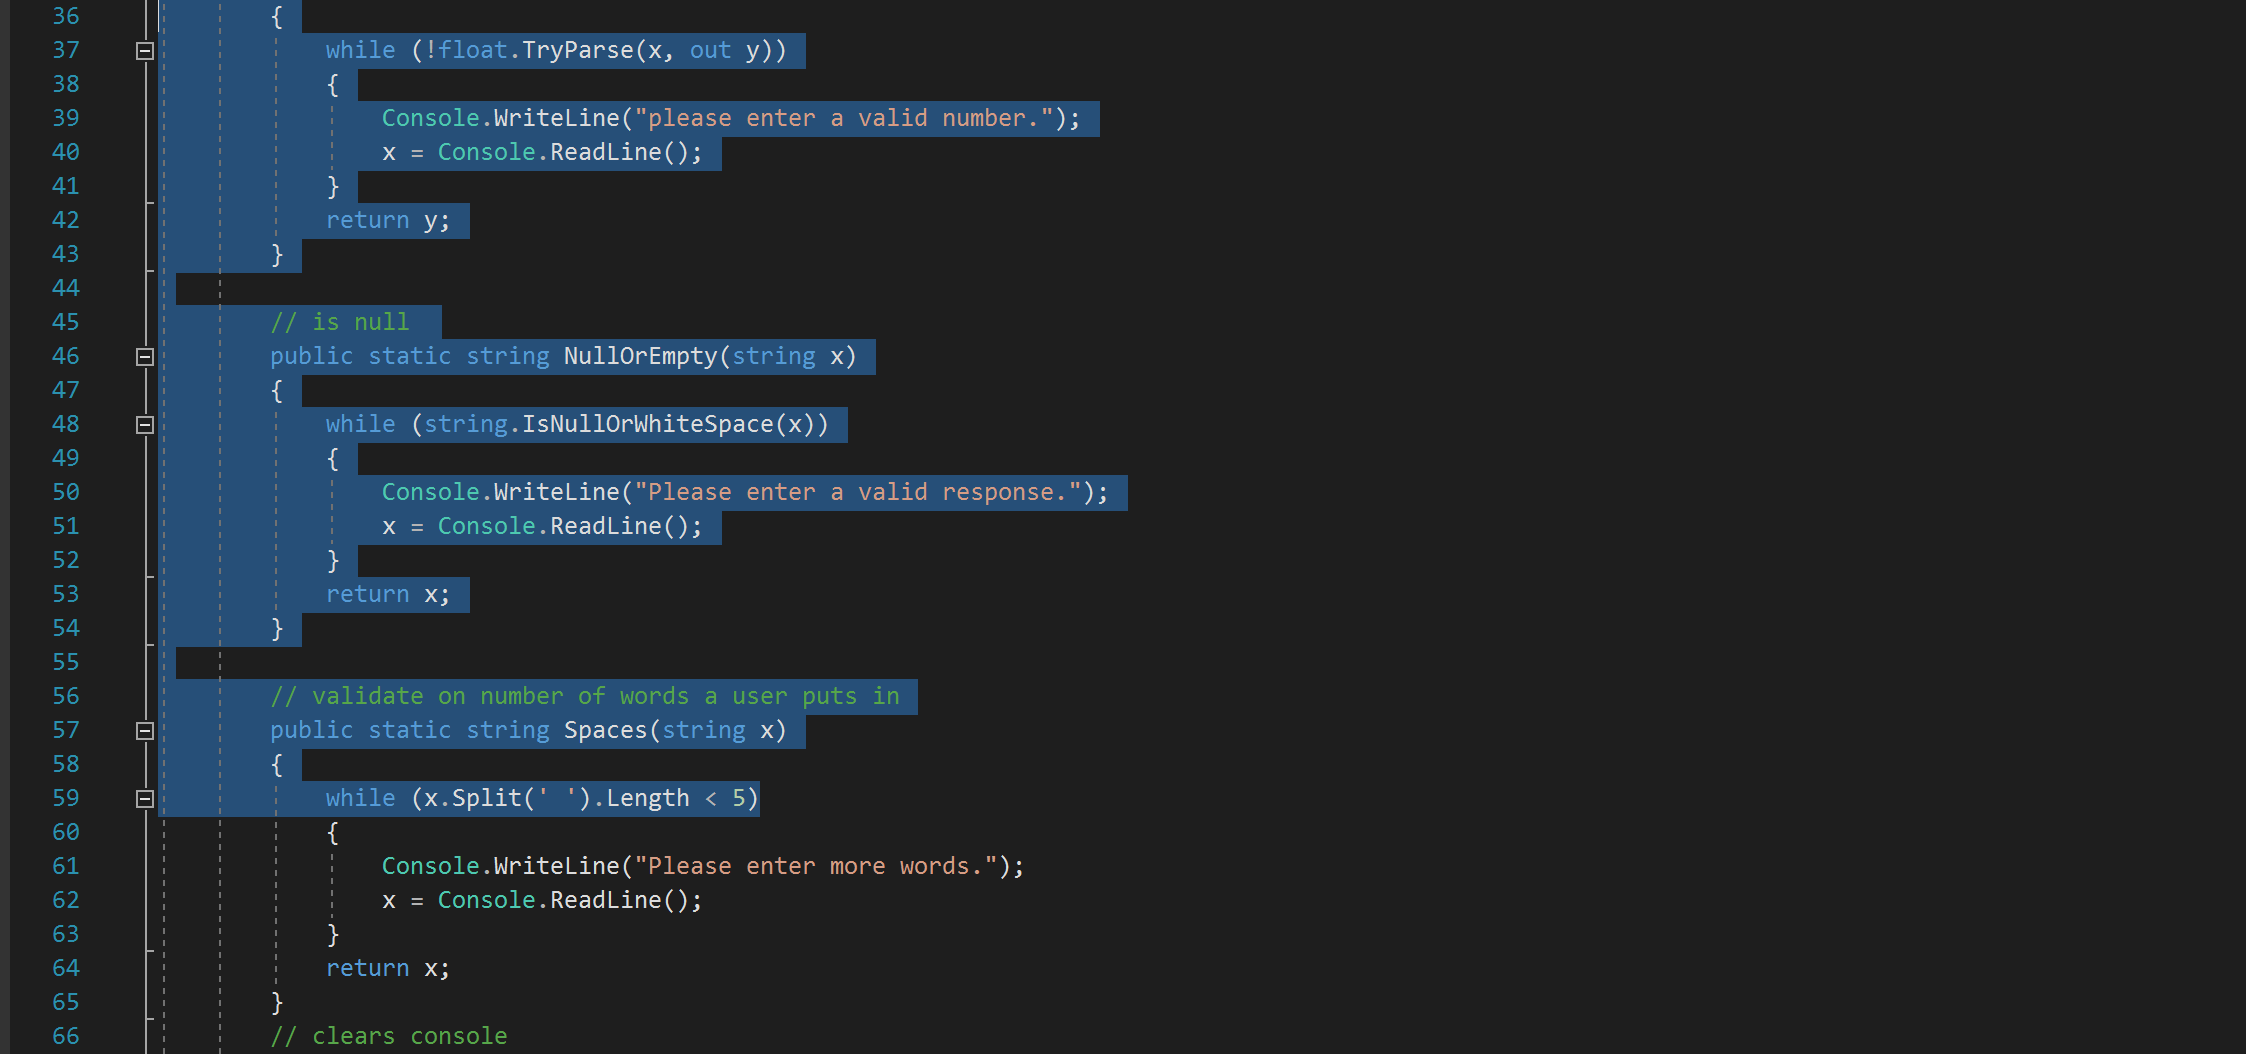 36 {
37 while (!float.TryParse(x, out y))
38 {
39 Console.WriteLine("please enter a valid number.");
40 x = Console.ReadLine();
41 }
42 return y;
43 }
44
45 // is null
46 public static string NullOrEmpty(string x)
47 {
48 while (string.IsNullOrWhiteSpace(x))
49 {
50 Console.WriteLine("Please enter a valid response.");
51 x = Console.ReadLine();
52 }
53 return x;
54 }
55
56 // validate on number of words a user puts in
57 public static string Spaces(string x)
58 {
59 while (x.Split(' ').Length < 5)
60 {
61 Console.WriteLine("Please enter more words.");
62 x = Console.ReadLine();
63 }
64 return x;
65 }
66 // clears console